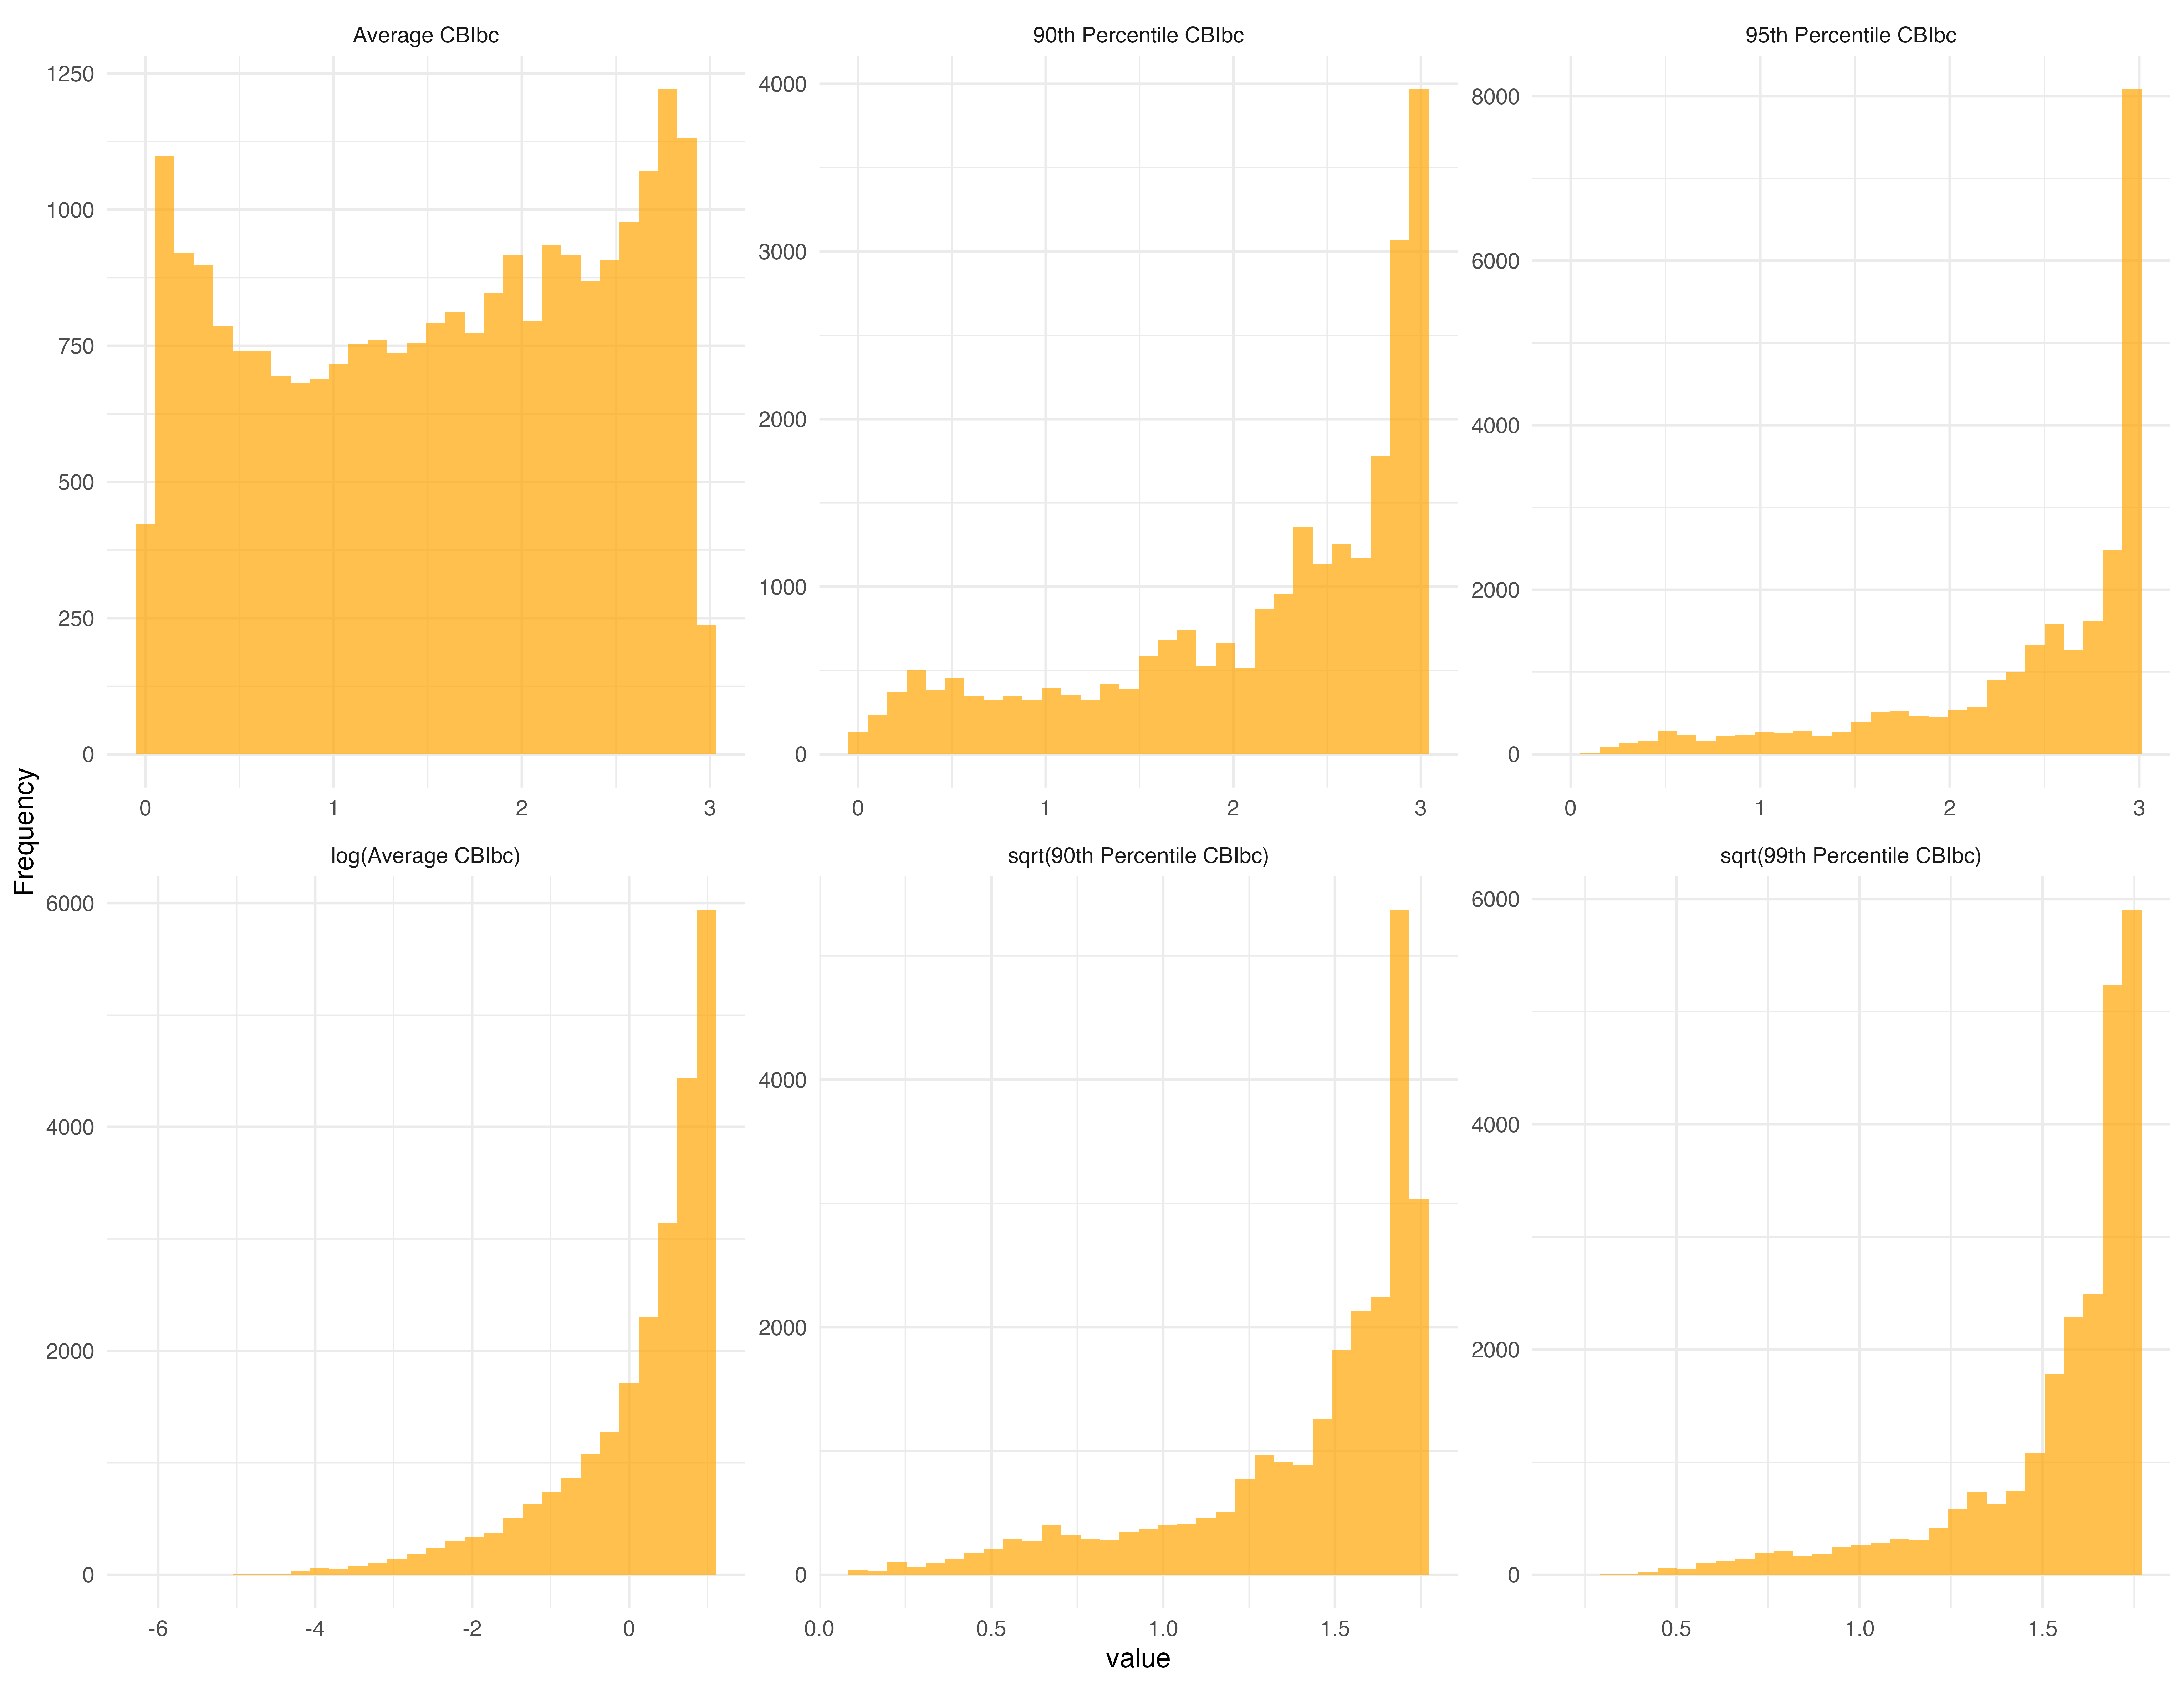 Average CBIbc
90th Percentile CBIbc
95th Percentile CBIbc
1250
1000
750
500
250
0
4000
3000
2000
1000
0
8000
6000
4000
2000
0
0 1 2 3
0 1 2 3
0 1 2 3
Frequency
log(Average CBIbc)
sqrt(90th Percentile CBIbc)
sqrt(99th Percentile CBIbc)
6000
4000
2000
0
4000
2000
0
6000
4000
2000
0
-6 -4 -2 0
0.0 0.5 1.0 1.5
0.5 1.0 1.5
value